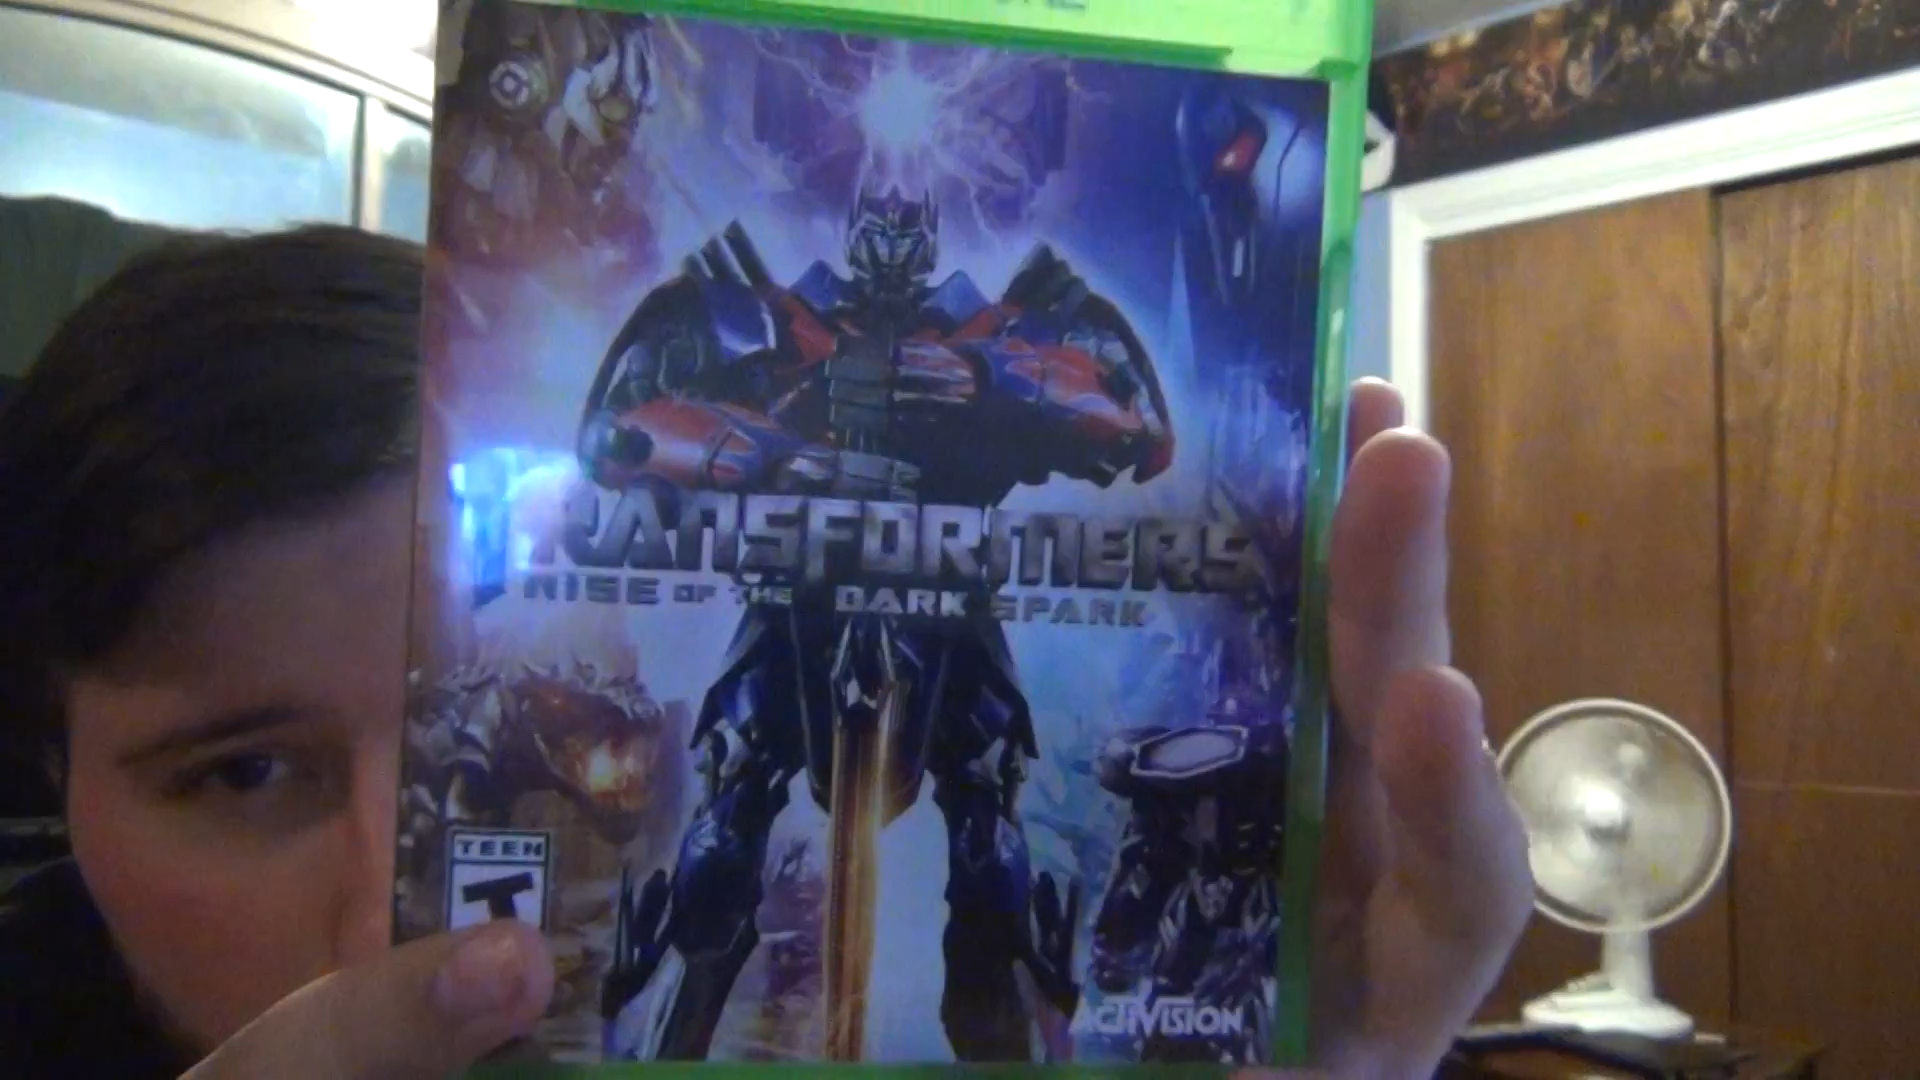 TRANSFORMERS
RISE OF THE DARK SPARK
TEEN
T
ACTIVISION